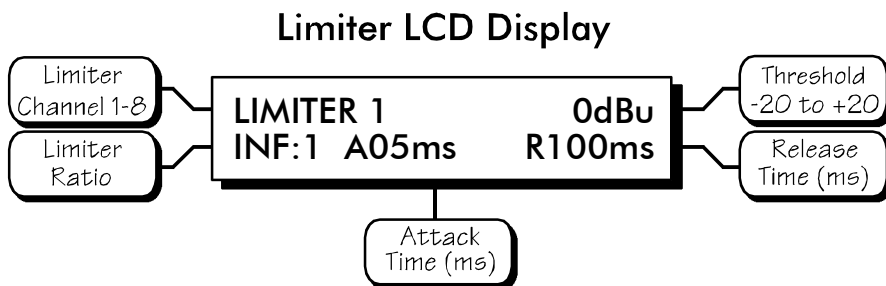 Limiter LCD Display
Limiter
Channel 1-8
Limiter
Ratio
LIMITER 1 0dBu
INF:1 A05ms R100ms
Threshold
-20 to +20
Release
Time (ms)
Attack
Time (ms)